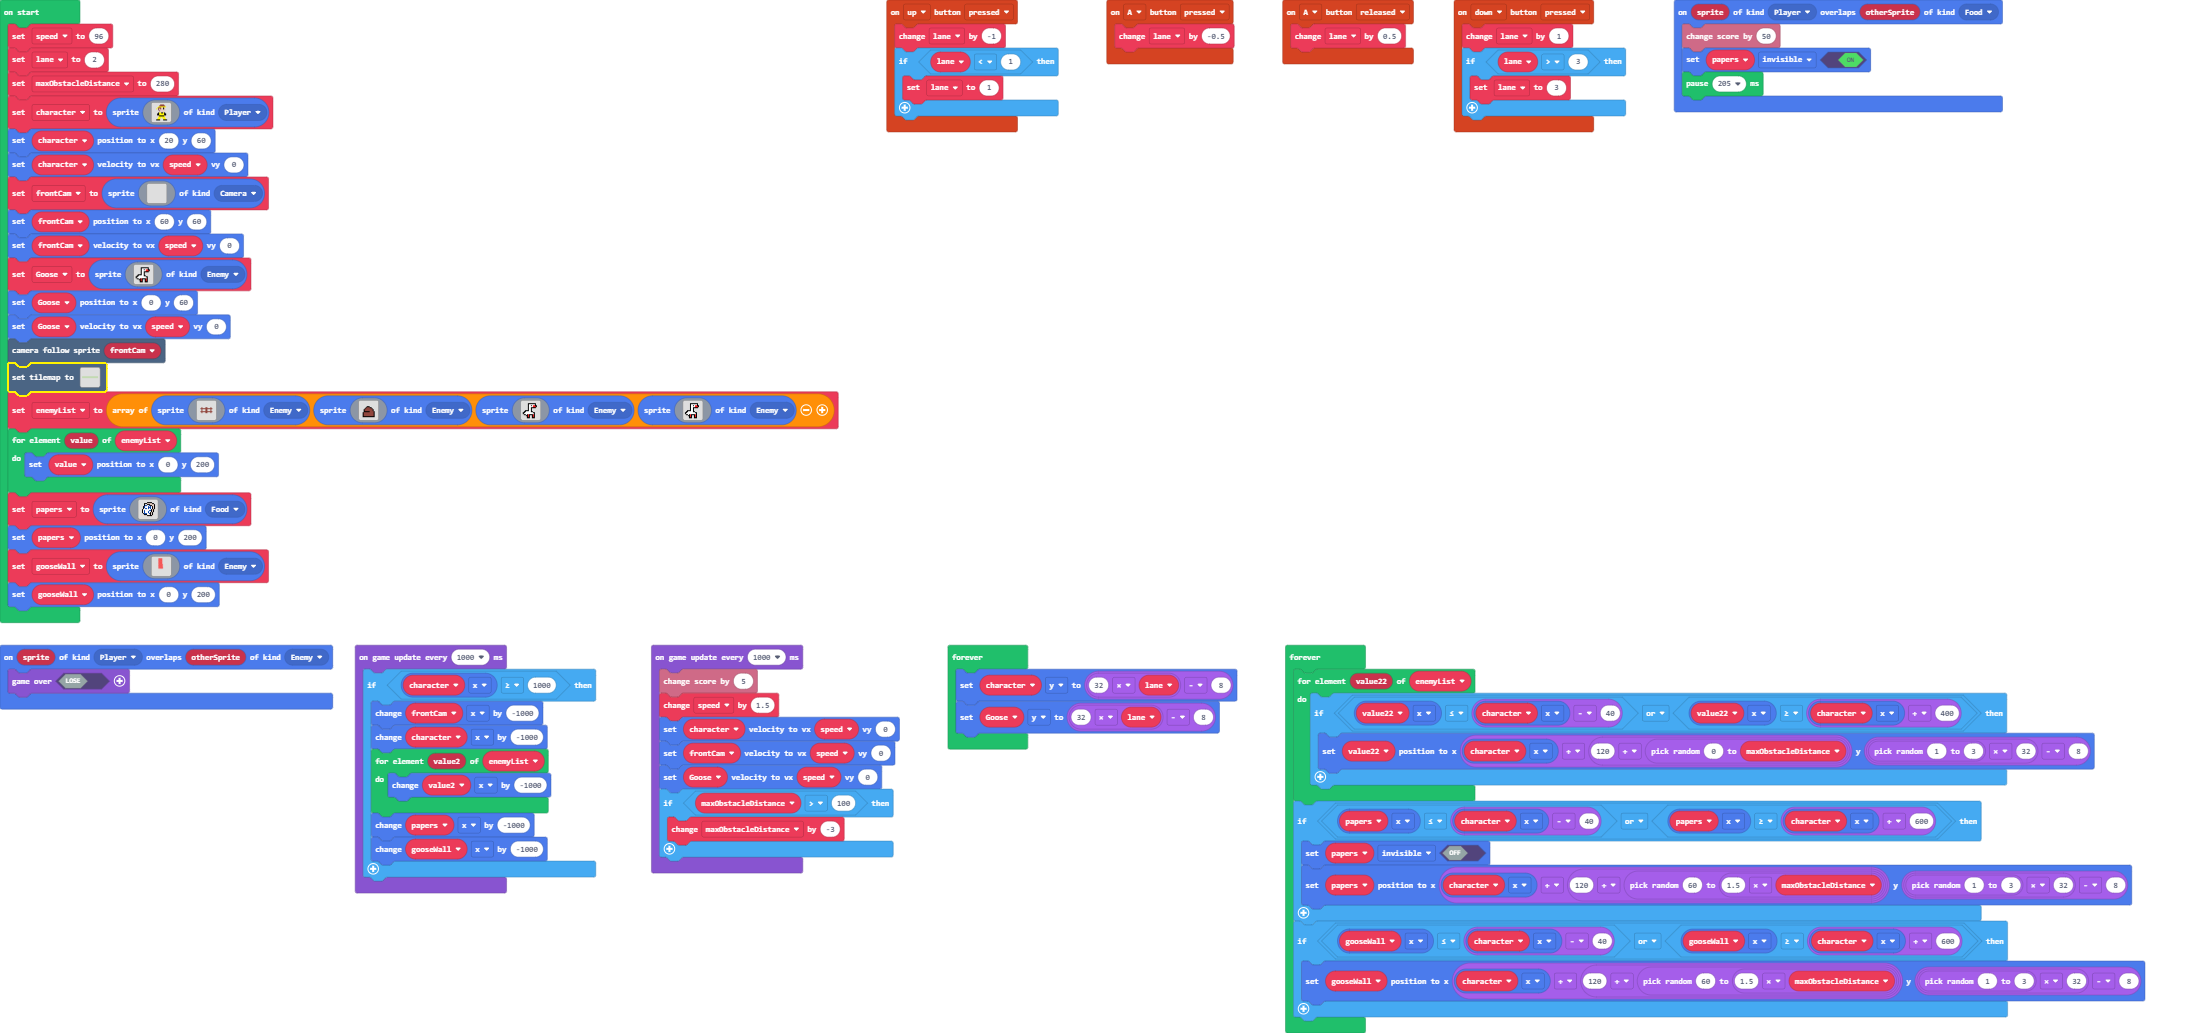 on start
set speed to 96
set lane to 2
set maxObstacleDistance to 280
set character to sprite of kind Player
set character position to x 20 y 60
set character velocity to vx speed vy 0
set frontCam to sprite of kind Camera
set frontCam position to x 60 y 60
set frontCam velocity to vx speed vy 0
set Goose to sprite of kind Enemy
set Goose position to x 0 y 60
set Goose velocity to vx speed vy 0
camera follow sprite frontCam
set tilemap to
set enemyList to array of sprite of kind Enemy sprite of kind Enemy sprite of kind Enemy sprite of kind Enemy
for element value of enemyList
do
set value position to x 0 y 200
set papers to sprite of kind Food
set papers position to x 0 y 200
set gooseWall to sprite of kind Enemy
set gooseWall position to x 0 y 200
on up button pressed
change lane by -1
if lane < 1 then
set lane to 1
on A button pressed
change lane by -0.5
on A button released
change lane by 0.5
on down button pressed
change lane by 1
if lane > 3 then
set lane to 3
on sprite of kind Player overlaps otherSprite of kind Food
change score by 50
set papers invisible ON
pause 205 ms
on sprite of kind Player overlaps otherSprite of kind Enemy
game over LOSE
on game update every 1000 ms
if character x ≥ 1000 then
change frontCam x by -1000
change character x by -1000
for element value2 of enemyList
do
change value2 x by -1000
change papers x by -1000
change gooseWall x by -1000
on game update every 1000 ms
change score by 5
change speed by 1.5
set character velocity to vx speed vy 0
set frontCam velocity to vx speed vy 0
set Goose velocity to vx speed vy 0
if maxObstacleDistance > 100 then
change maxObstacleDistance by -3
forever
set character y to 32 × lane - 8
set Goose y to 32 × lane - 8
forever
for element value22 of enemyList
do
if value22 x ≤ character x - 40 or value22 x ≥ character x + 400 then
set value22 position to x character x + 120 + pick random 0 to maxObstacleDistance y pick random 1 to 3 × 32 - 8
if papers x ≤ character x - 40 or papers x ≥ character x + 600 then
set papers invisible OFF
set papers position to x character x + 120 + pick random 60 to 1.5 × maxObstacleDistance y pick random 1 to 3 × 32 - 8
if gooseWall x ≤ character x - 40 or gooseWall x ≥ character x + 600 then
set gooseWall position to x character x + 120 + pick random 60 to 1.5 × maxObstacleDistance y pick random 1 to 3 × 32 - 8